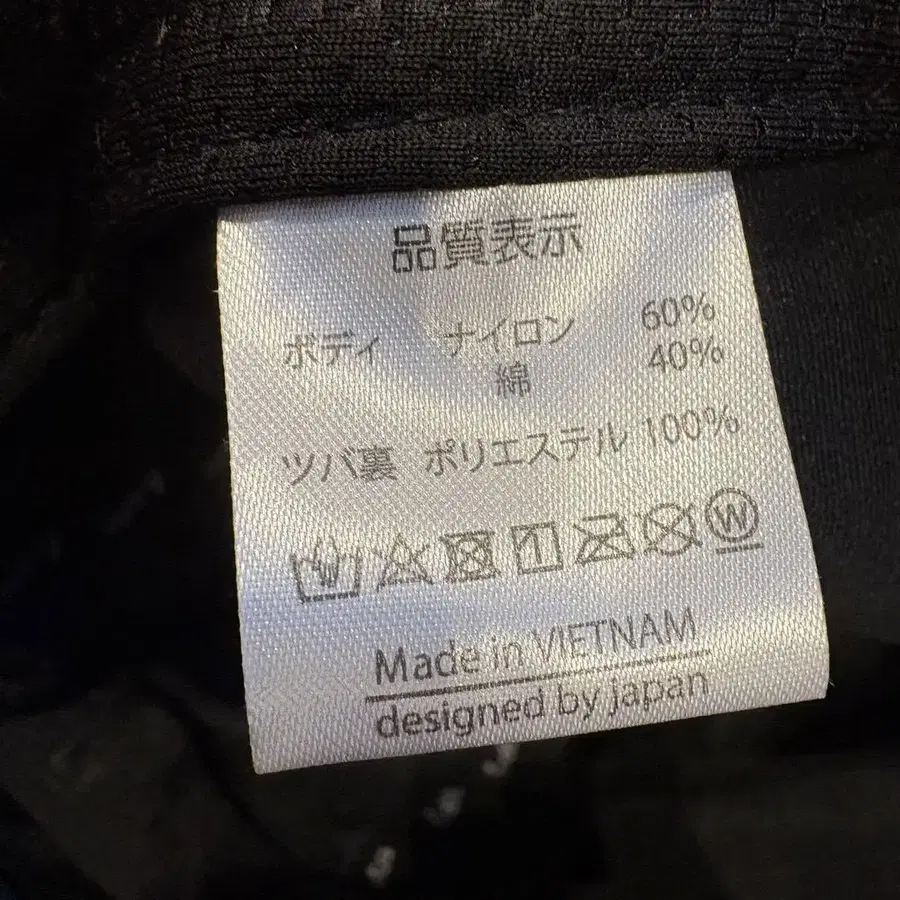 品質表示
ボディ ナイロン 60%
綿 40%
ツバ裏 ポリエステル 100%
1 W
Made in VIETNAM
designed by japan